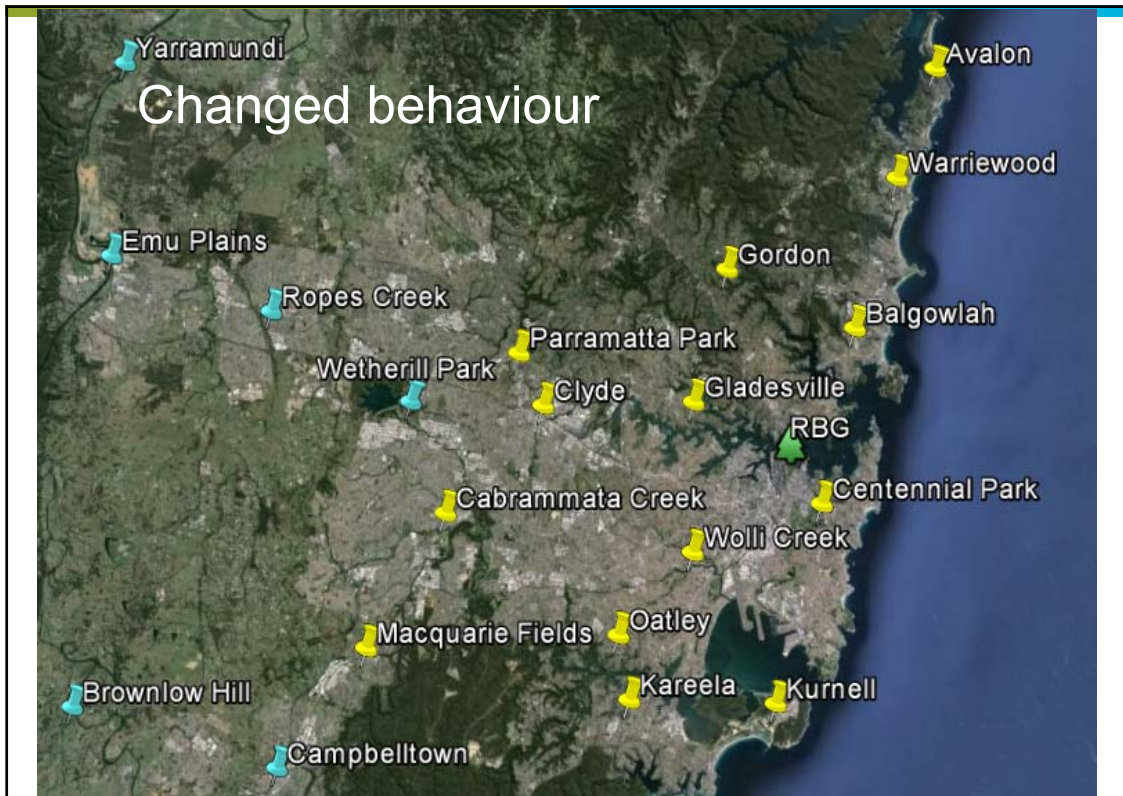 Yarramundi
Avalon
Changed behaviour
Warriewood
Emu Plains
Gordon
Ropes Creek
Balgowlah
Parramatta Park
Wetherill Park
Clyde
Gladesville
RBG
Cabrammata Creek
Centennial Park
Wolli Creek
Oatley
Macquarie Fields
Kareela
Kurnell
Brownlow Hill
Campbelltown